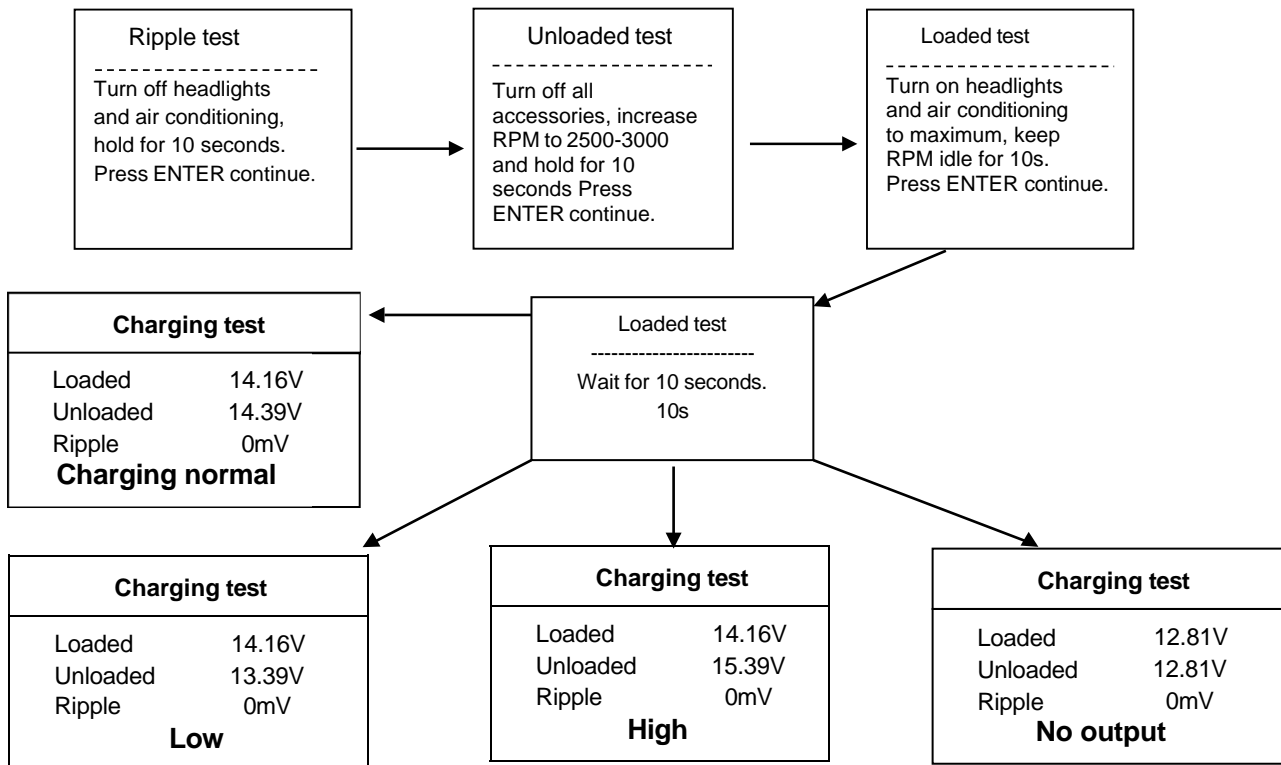 Ripple test
Turn off headlights
and air conditioning,
hold for 10 seconds.
Press ENTER continue.
Unloaded test
Turn off all
accessories, increase
RPM to 2500-3000
and hold for 10
seconds Press
ENTER continue.
Loaded test
Turn on headlights
and air conditioning
to maximum, keep
RPM idle for 10s.
Press ENTER continue.
Loaded test
Wait for 10 seconds.
10s
Charging test
Loaded 14.16V
Unloaded 14.39V
Ripple 0mV
Charging normal
Charging test
Loaded 14.16V
Unloaded 13.39V
Ripple 0mV
Low
Charging test
Loaded 14.16V
Unloaded 15.39V
Ripple 0mV
High
Charging test
Loaded 12.81V
Unloaded 12.81V
Ripple 0mV
No output